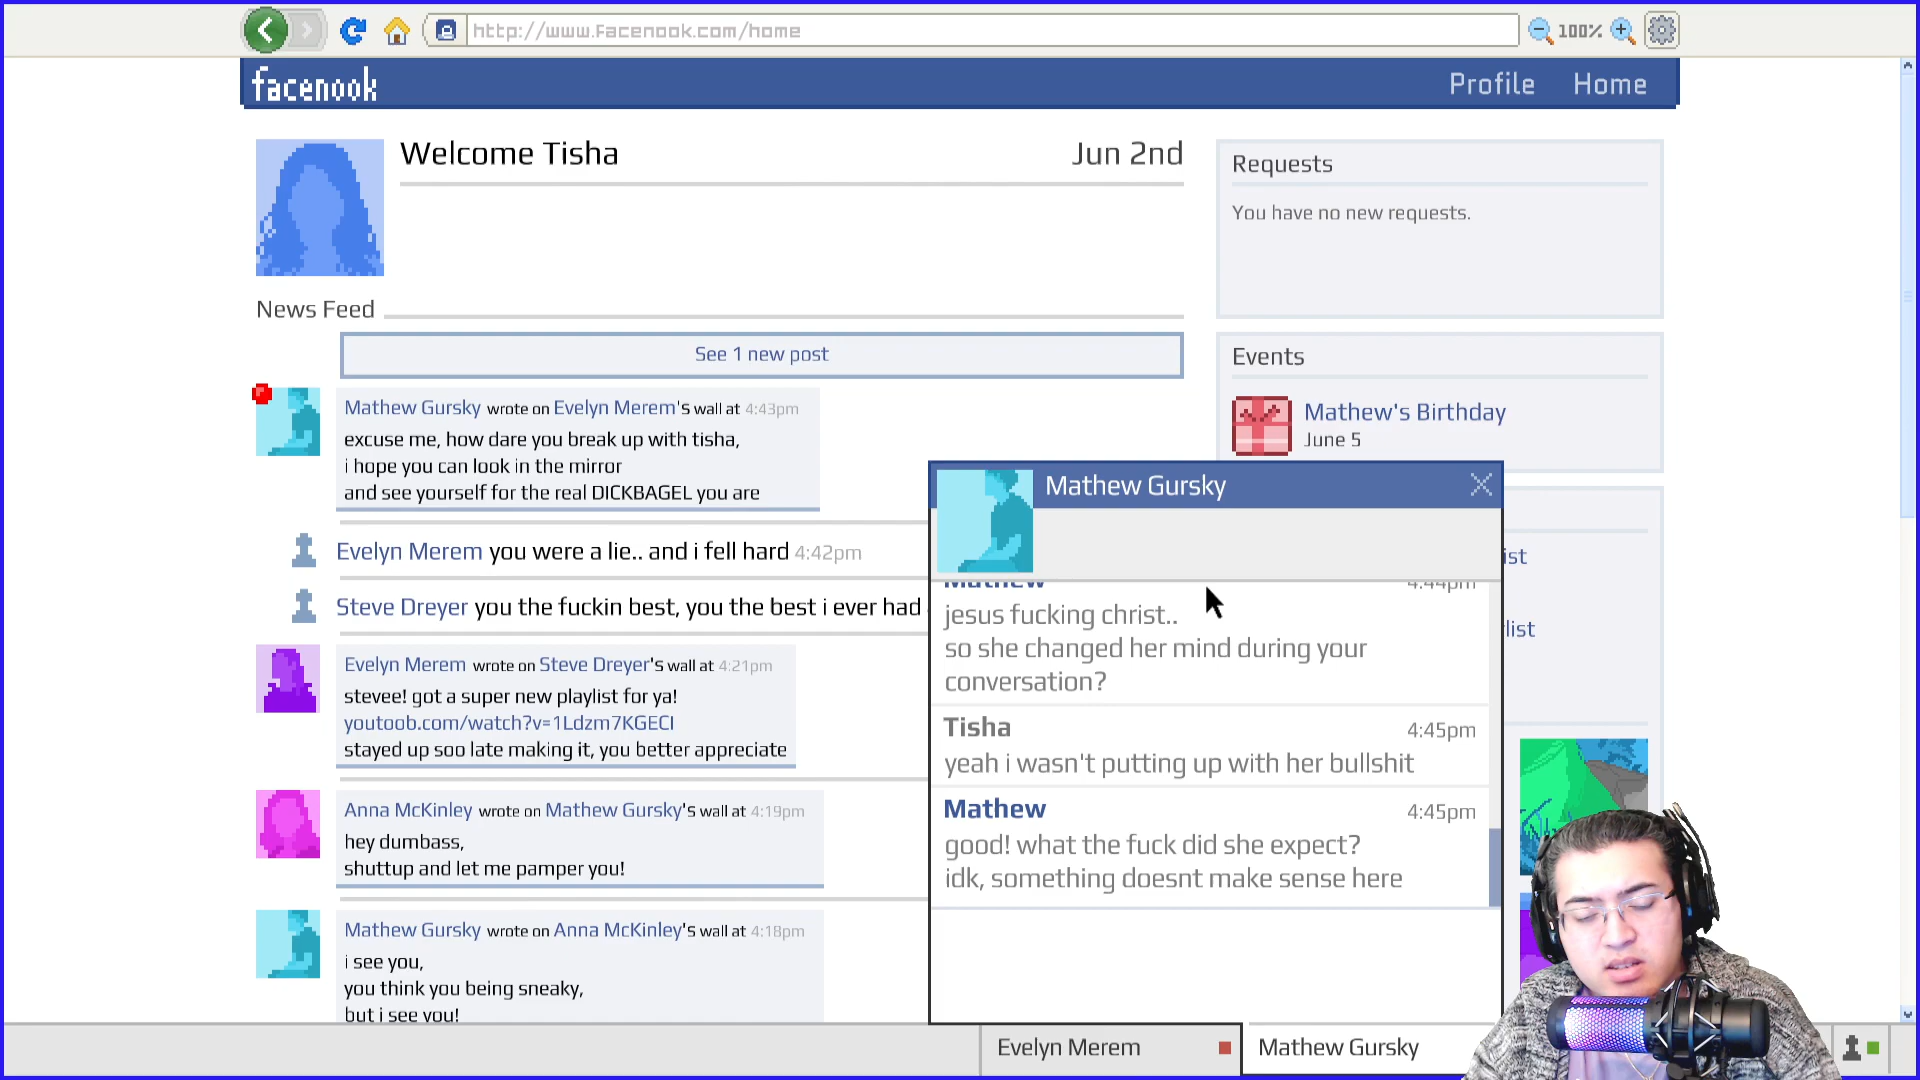 http://www.facenook.com/home
100%
facenook
Profile
Home
Welcome Tisha
Jun 2nd
News Feed
See 1 new post
Mathew Gursky wrote on Evelyn Merem's wall at 4:43pm
excuse me, how dare you break up with tisha,
i hope you can look in the mirror
and see yourself for the real DICKBAGEL you are
Evelyn Merem you were a lie.. and i fell hard 4:42pm
Steve Dreyer you the fuckin best, you the best i ever had
Evelyn Merem wrote on Steve Dreyer's wall at 4:21pm
stevee! got a super new playlist for ya!
youtoob.com/watch?v=1Ldzm7KGECI
stayed up soo late making it, you better appreciate
Anna McKinley wrote on Mathew Gursky's wall at 4:19pm
hey dumbass,
shuttup and let me pamper you!
Mathew Gursky wrote on Anna McKinley's wall at 4:18pm
i see you,
you think you being sneaky,
but i see you!
Requests
You have no new requests.
Events
Mathew's Birthday
June 5
ist
list
Mathew Gursky
Mathew 4:44pm
jesus fucking christ..
so she changed her mind during your
conversation?
Tisha 4:45pm
yeah i wasn't putting up with her bullshit
Mathew 4:45pm
good! what the fuck did she expect?
idk, something doesnt make sense here
Evelyn Merem
Mathew Gursky